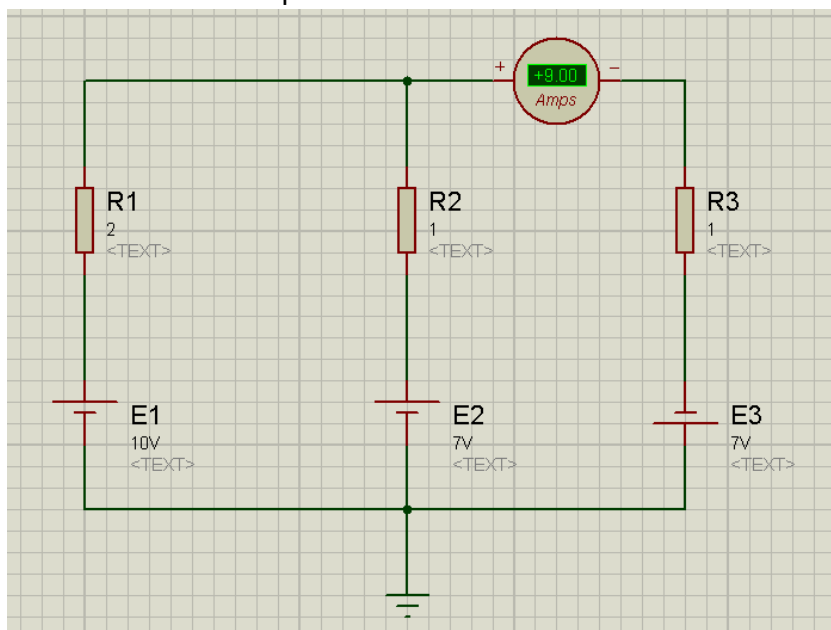 + +9.00 −
Amps
R1 R2 R3
2 1 1
<TEXT> <TEXT> <TEXT>
E1 E2 E3
10V 7V 7V
<TEXT> <TEXT> <TEXT>